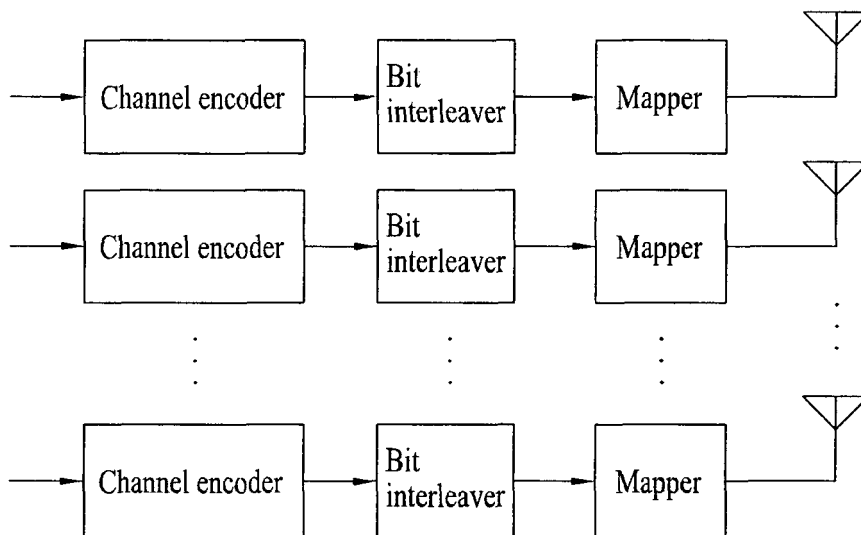 Channel encoder
Bit
interleaver
Mapper
Channel encoder
Bit
interleaver
Mapper
Channel encoder
Bit
interleaver
Mapper